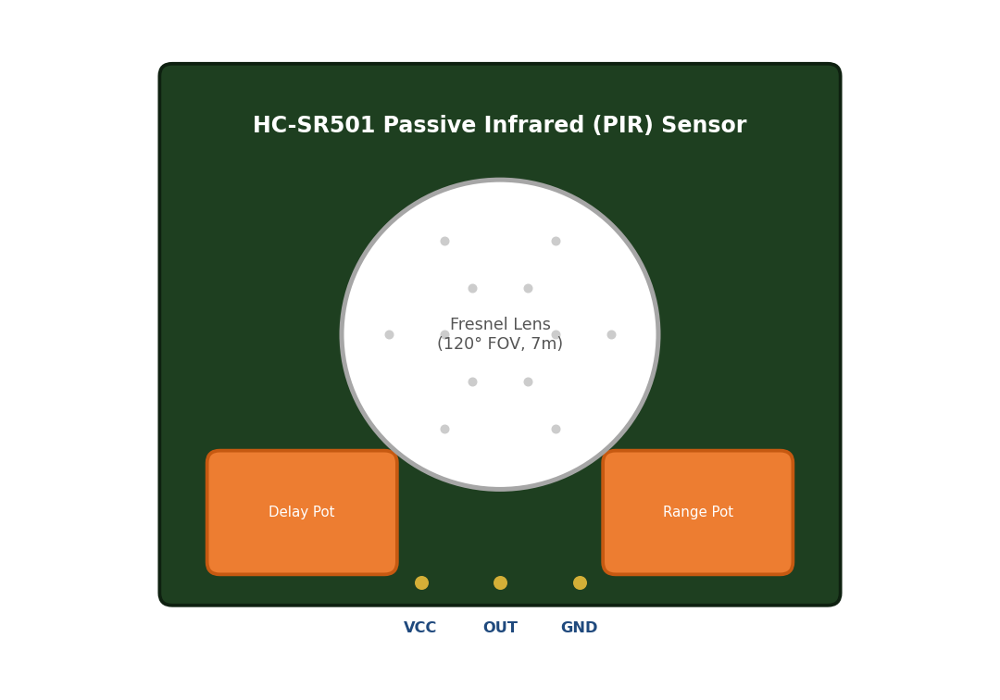 HC-SR501 Passive Infrared (PIR) Sensor
Fresnel Lens
(120° FOV, 7m)
Delay Pot
Range Pot
VCC
OUT
GND